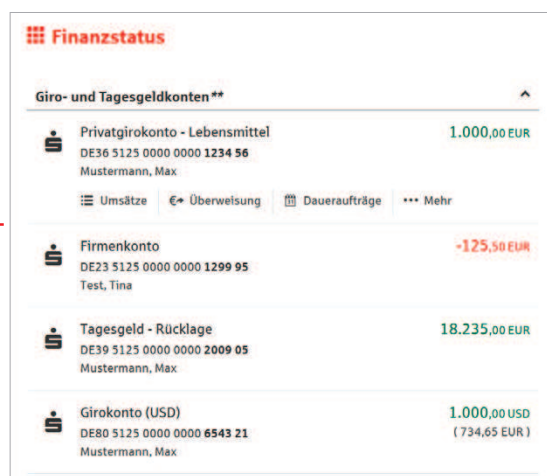 Finanzstatus
Giro- und Tagesgeldkonten**
Privatgirokonto - Lebensmittel 1.000,00 EUR
DE36 5125 0000 0000 1234 56
Mustermann, Max
Umsätze Überweisung Daueraufträge Mehr
Firmenkonto -125,50 EUR
DE23 5125 0000 0000 1299 95
Test, Tina
Tagesgeld - Rücklage 18.235,00 EUR
DE39 5125 0000 0000 2009 05
Mustermann, Max
Girokonto (USD) 1.000,00 USD
DE80 5125 0000 0000 6543 21 ( 734,65 EUR )
Mustermann, Max